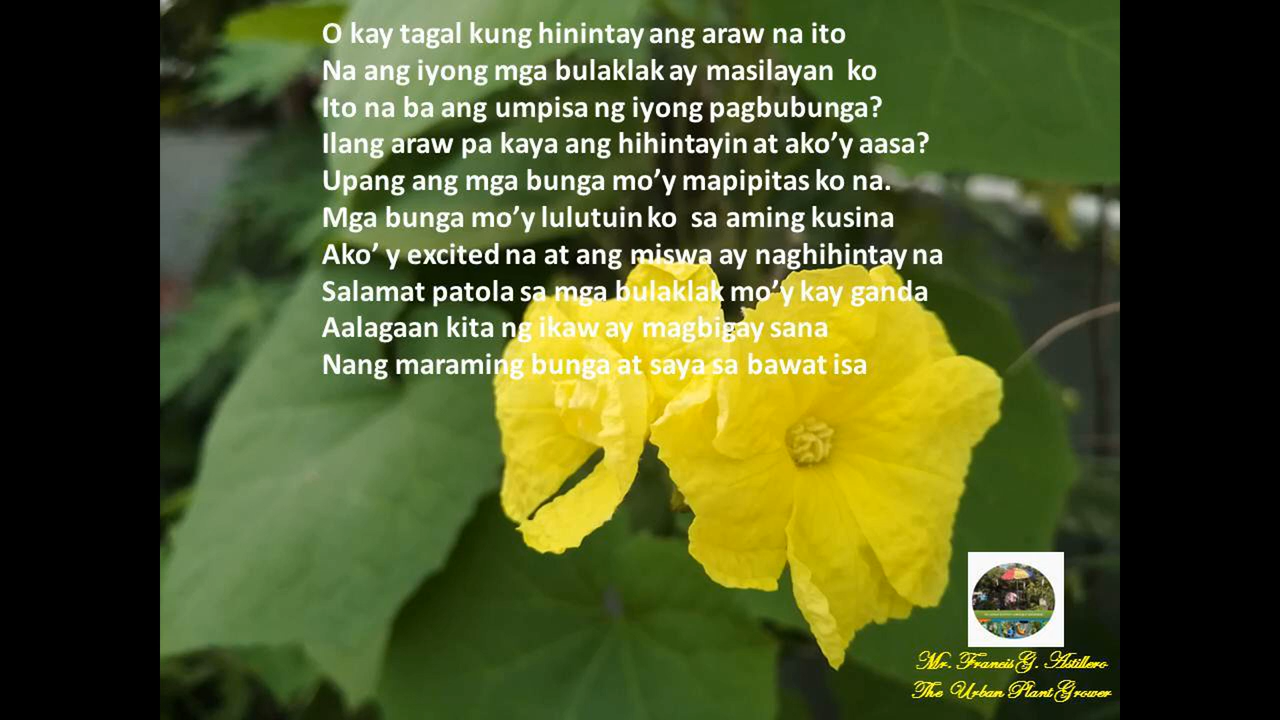 O kay tagal kung hinintay ang araw na ito
Na ang iyong mga bulaklak ay masilayan ko
Ito na ba ang umpisa ng iyong pagbubunga?
Ilang araw pa kaya ang hihintayin at ako’y aasa?
Upang ang mga bunga mo’y mapipitas ko na.
Mga bunga mo’y lulutuin ko sa aming kusina
Ako’ y excited na at ang miswa ay naghihintay na
Salamat patola sa mga bulaklak mo’y kay ganda
Aalagaan kita ng ikaw ay magbigay sana
Nang maraming bunga at saya sa bawat isa
Mr. Francis G. Astillero
The Urban Plant Grower